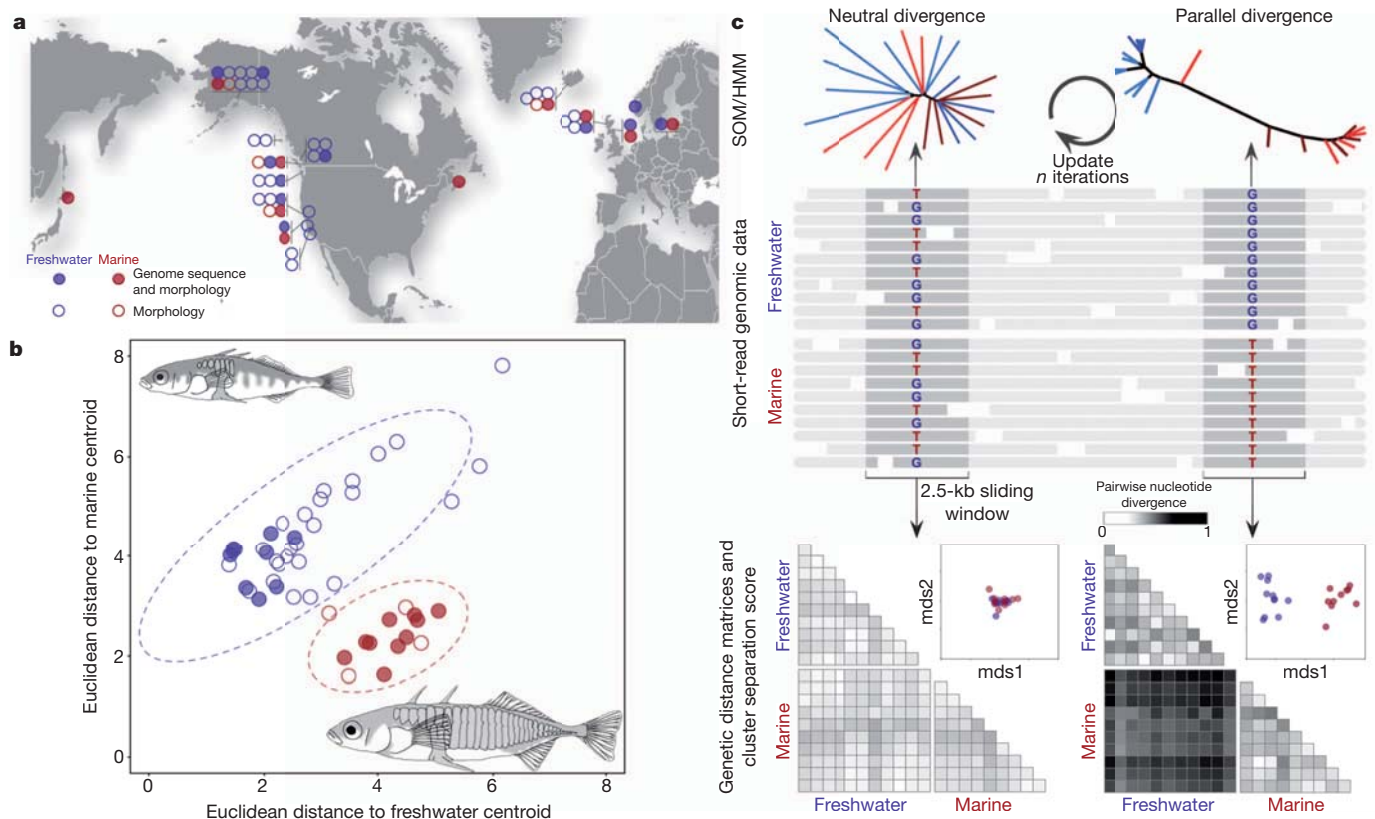 a
Freshwater Marine
Genome sequence
and morphology
Morphology
b
Euclidean distance to marine centroid
8
6
4
2
0
0 2 4 6 8
Euclidean distance to freshwater centroid
c
Neutral divergence
Parallel divergence
SOM/HMM
Update
n iterations
Short-read genomic data
Freshwater
T G
G G
G G
T G
T G
G G
T G
G G
G G
T G
G G
Marine
G T
T T
T T
G T
G T
T T
G T
T T
T T
G T
2.5-kb sliding
window
Pairwise nucleotide
divergence
0 1
Genetic distance matrices and
cluster separation score
Freshwater
Marine
mds2
mds1
Freshwater Marine
Freshwater
Marine
mds2
mds1
Freshwater Marine